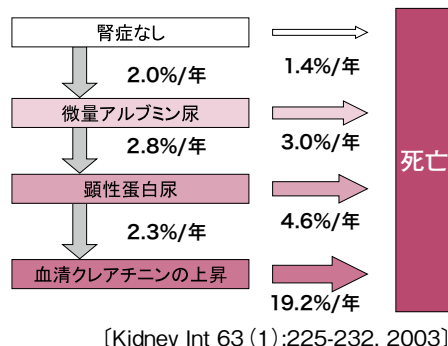 腎症なし
2.0%/年
1.4%/年
微量アルブミン尿
2.8%/年
3.0%/年
死亡
顕性蛋白尿
2.3%/年
4.6%/年
血清クレアチニンの上昇
19.2%/年
〔Kidney Int 63(1):225-232, 2003〕